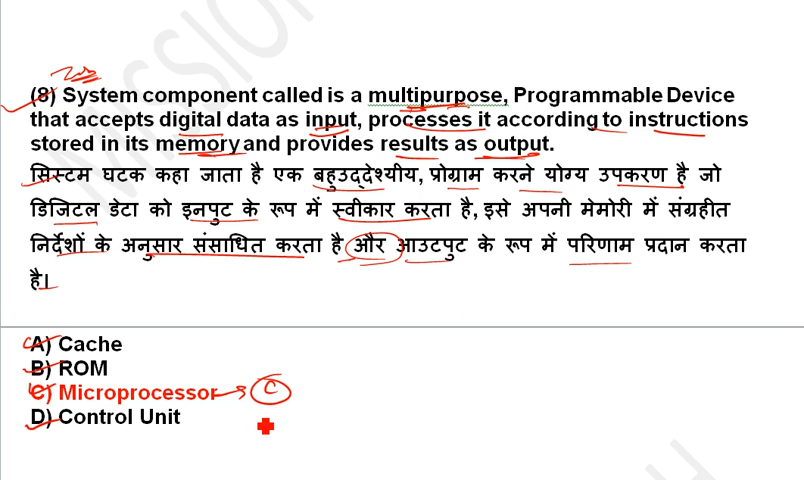 MISSION
(8) System component called is a multipurpose, Programmable Device
that accepts digital data as input, processes it according to instructions
stored in its memory and provides results as output.
सिस्टम घटक कहा जाता है एक बहुउद्देश्यीय, प्रोग्राम करने योग्य उपकरण है जो
डिजिटल डेटा को इनपुट के रूप में स्वीकार करता है, इसे अपनी मेमोरी में संग्रहीत
निर्देशों के अनुसार संसाधित करता है और आउटपुट के रूप में परिणाम प्रदान करता
है।
A) Cache
B) ROM
C) Microprocessor → C
D) Control Unit